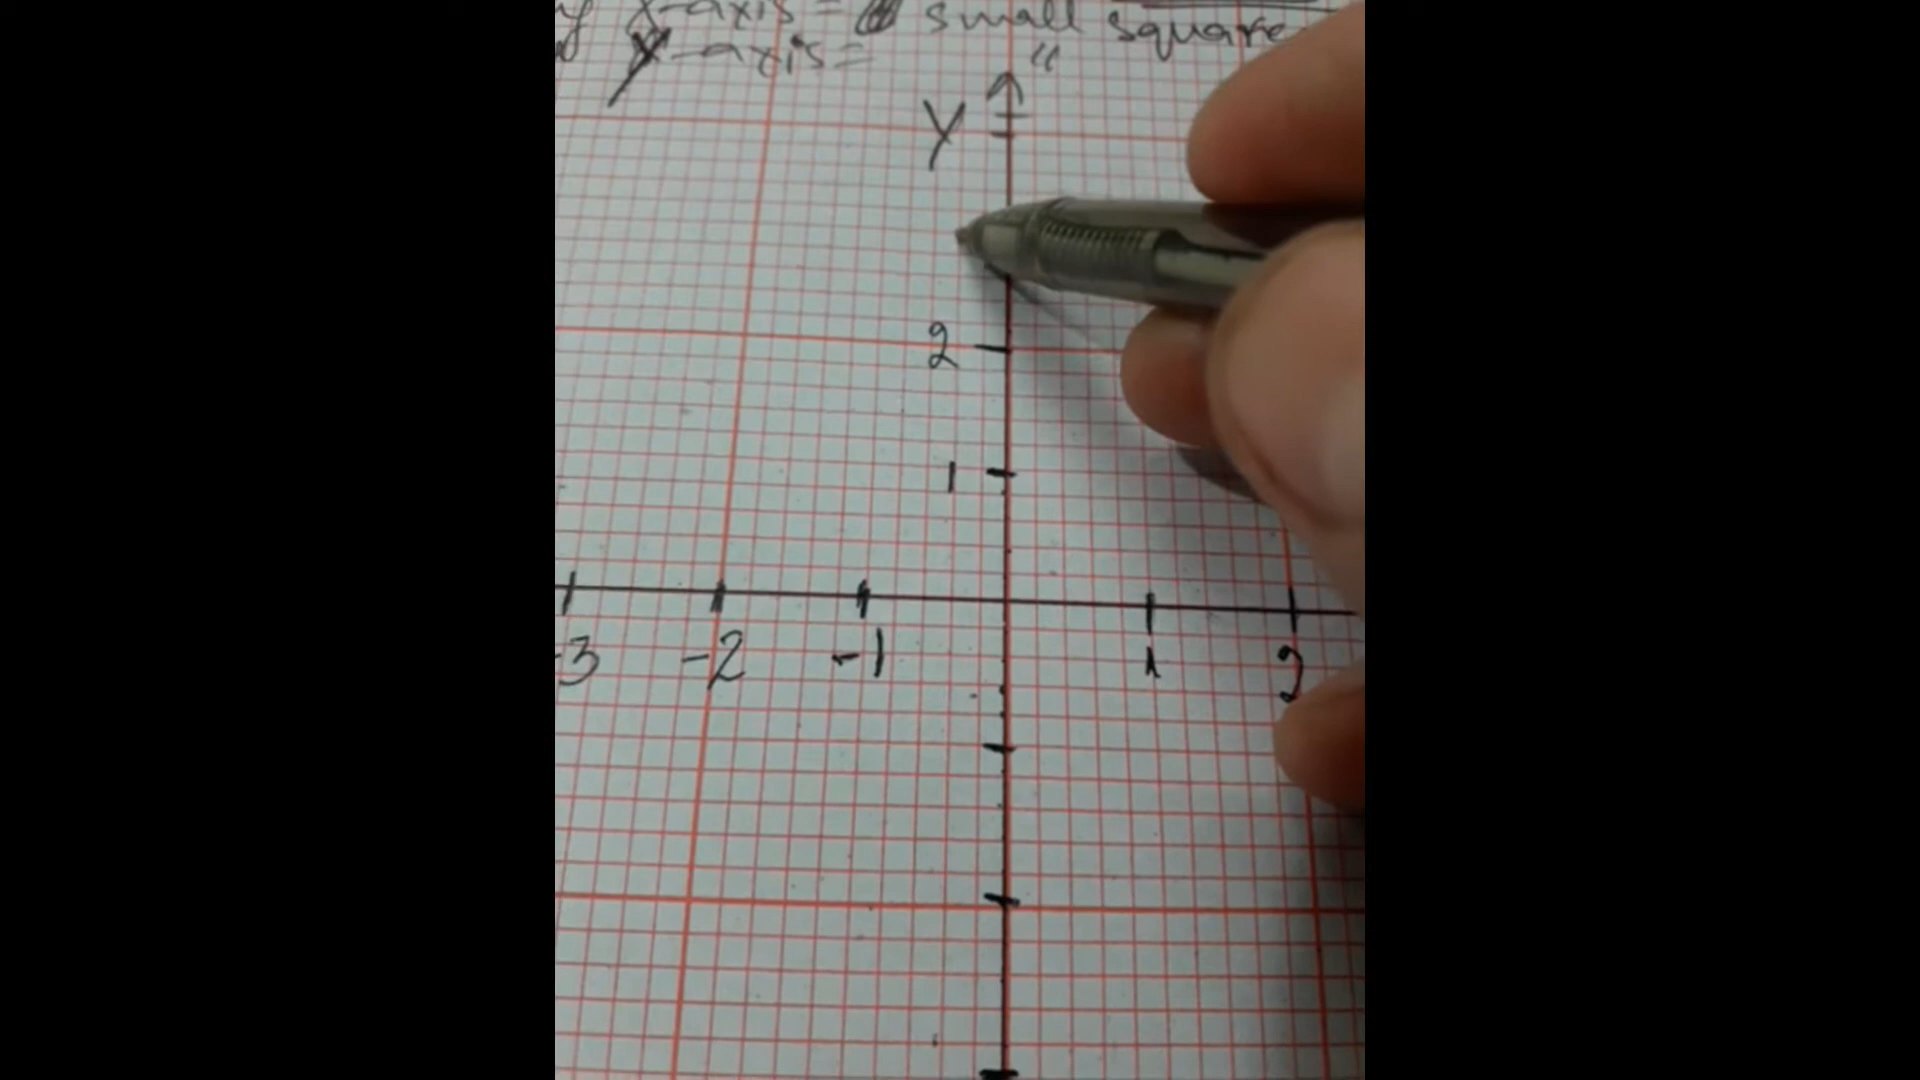 y x-axis = small square
y y-axis = "
Y
2
1
-3 -2 -1 1 2